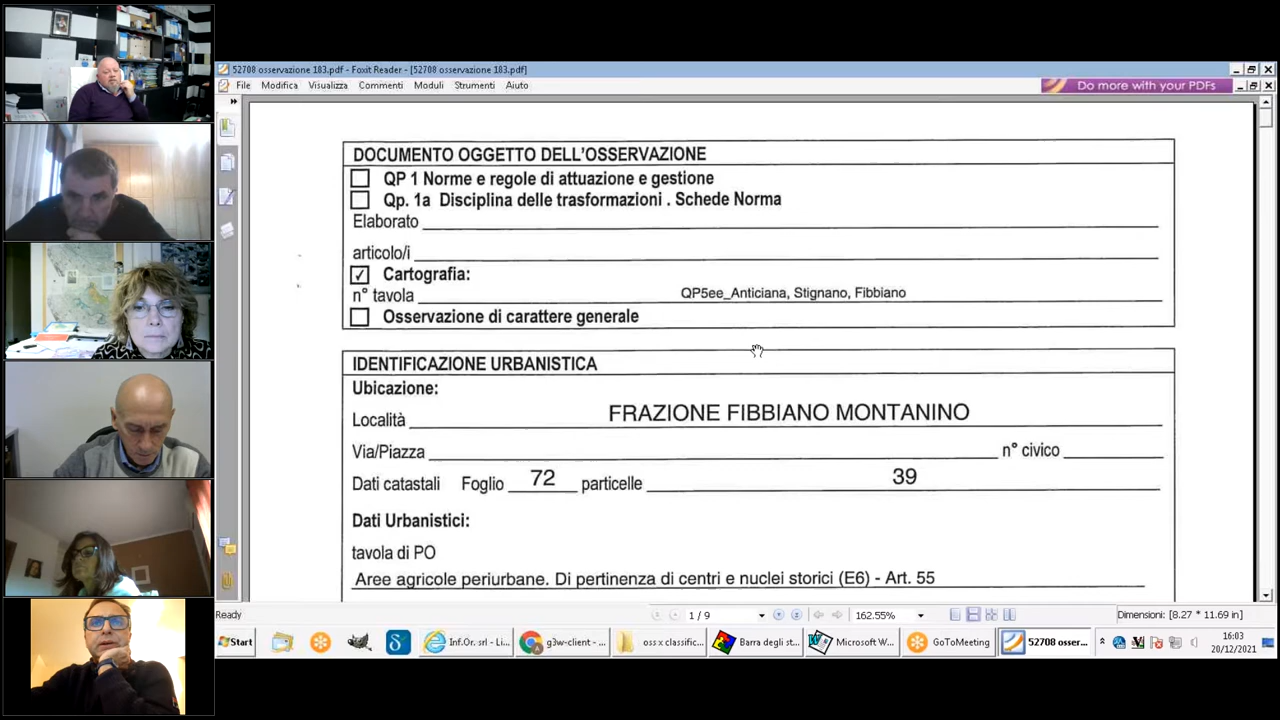 52708 osservazione 183.pdf - Foxit Reader - [52708 osservazione 183.pdf]
File Modifica Visualizza Commenti Moduli Strumenti Aiuto
Do more with your PDFs
DOCUMENTO OGGETTO DELL'OSSERVAZIONE
QP 1 Norme e regole di attuazione e gestione
Qp. 1a Disciplina delle trasformazioni . Schede Norma
Elaborato
articolo/i
✓ Cartografia:
n° tavola QP5ee_Anticiana, Stignano, Fibbiano
Osservazione di carattere generale
IDENTIFICAZIONE URBANISTICA
Ubicazione:
Località FRAZIONE FIBBIANO MONTANINO
Via/Piazza n° civico
Dati catastali Foglio 72 particelle 39
Dati Urbanistici:
tavola di PO
Aree agricole periurbane. Di pertinenza di centri e nuclei storici (E6) - Art. 55
Ready 1 / 9 162.55% Dimensioni: [8.27 * 11.69 in]
Start Inf.Or. srl - Li... g3w-client - ... oss x classific... Barra degli st... Microsoft W... GoToMeeting 52708 osser... 16:03
20/12/2021